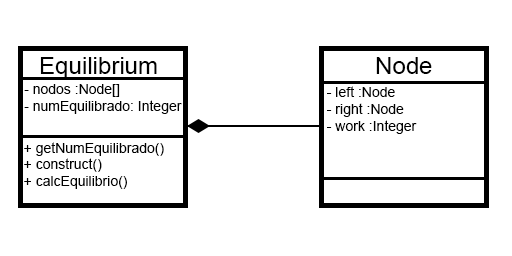 Equilibrium
- nodos :Node[]
- numEquilibrado: Integer
+ getNumEquilibrado()
+ construct()
+ calcEquilibrio()
Node
- left :Node
- right :Node
- work :Integer